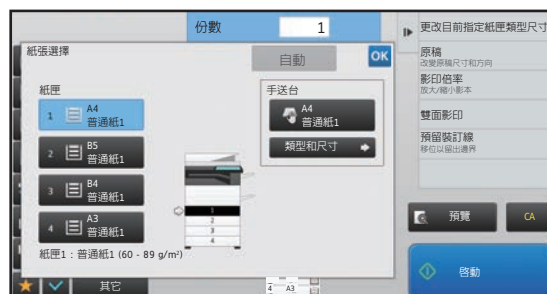 份數
1
更改目前指定紙匣類型尺寸
紙張選擇
自動
OK
原稿
改變原稿尺寸和方向
影印倍率
放大/縮小影本
雙面影印
預留裝訂線
移位以留出邊界
紙匣
1
A4
普通紙1
2
B5
普通紙1
3
B4
普通紙1
4
A3
普通紙1
手送台
A4
普通紙1
類型和尺寸
1
2
3
4
紙匣1：普通紙1 (60 - 89 g/m²)
預覽
CA
啟動
其它
4 A3